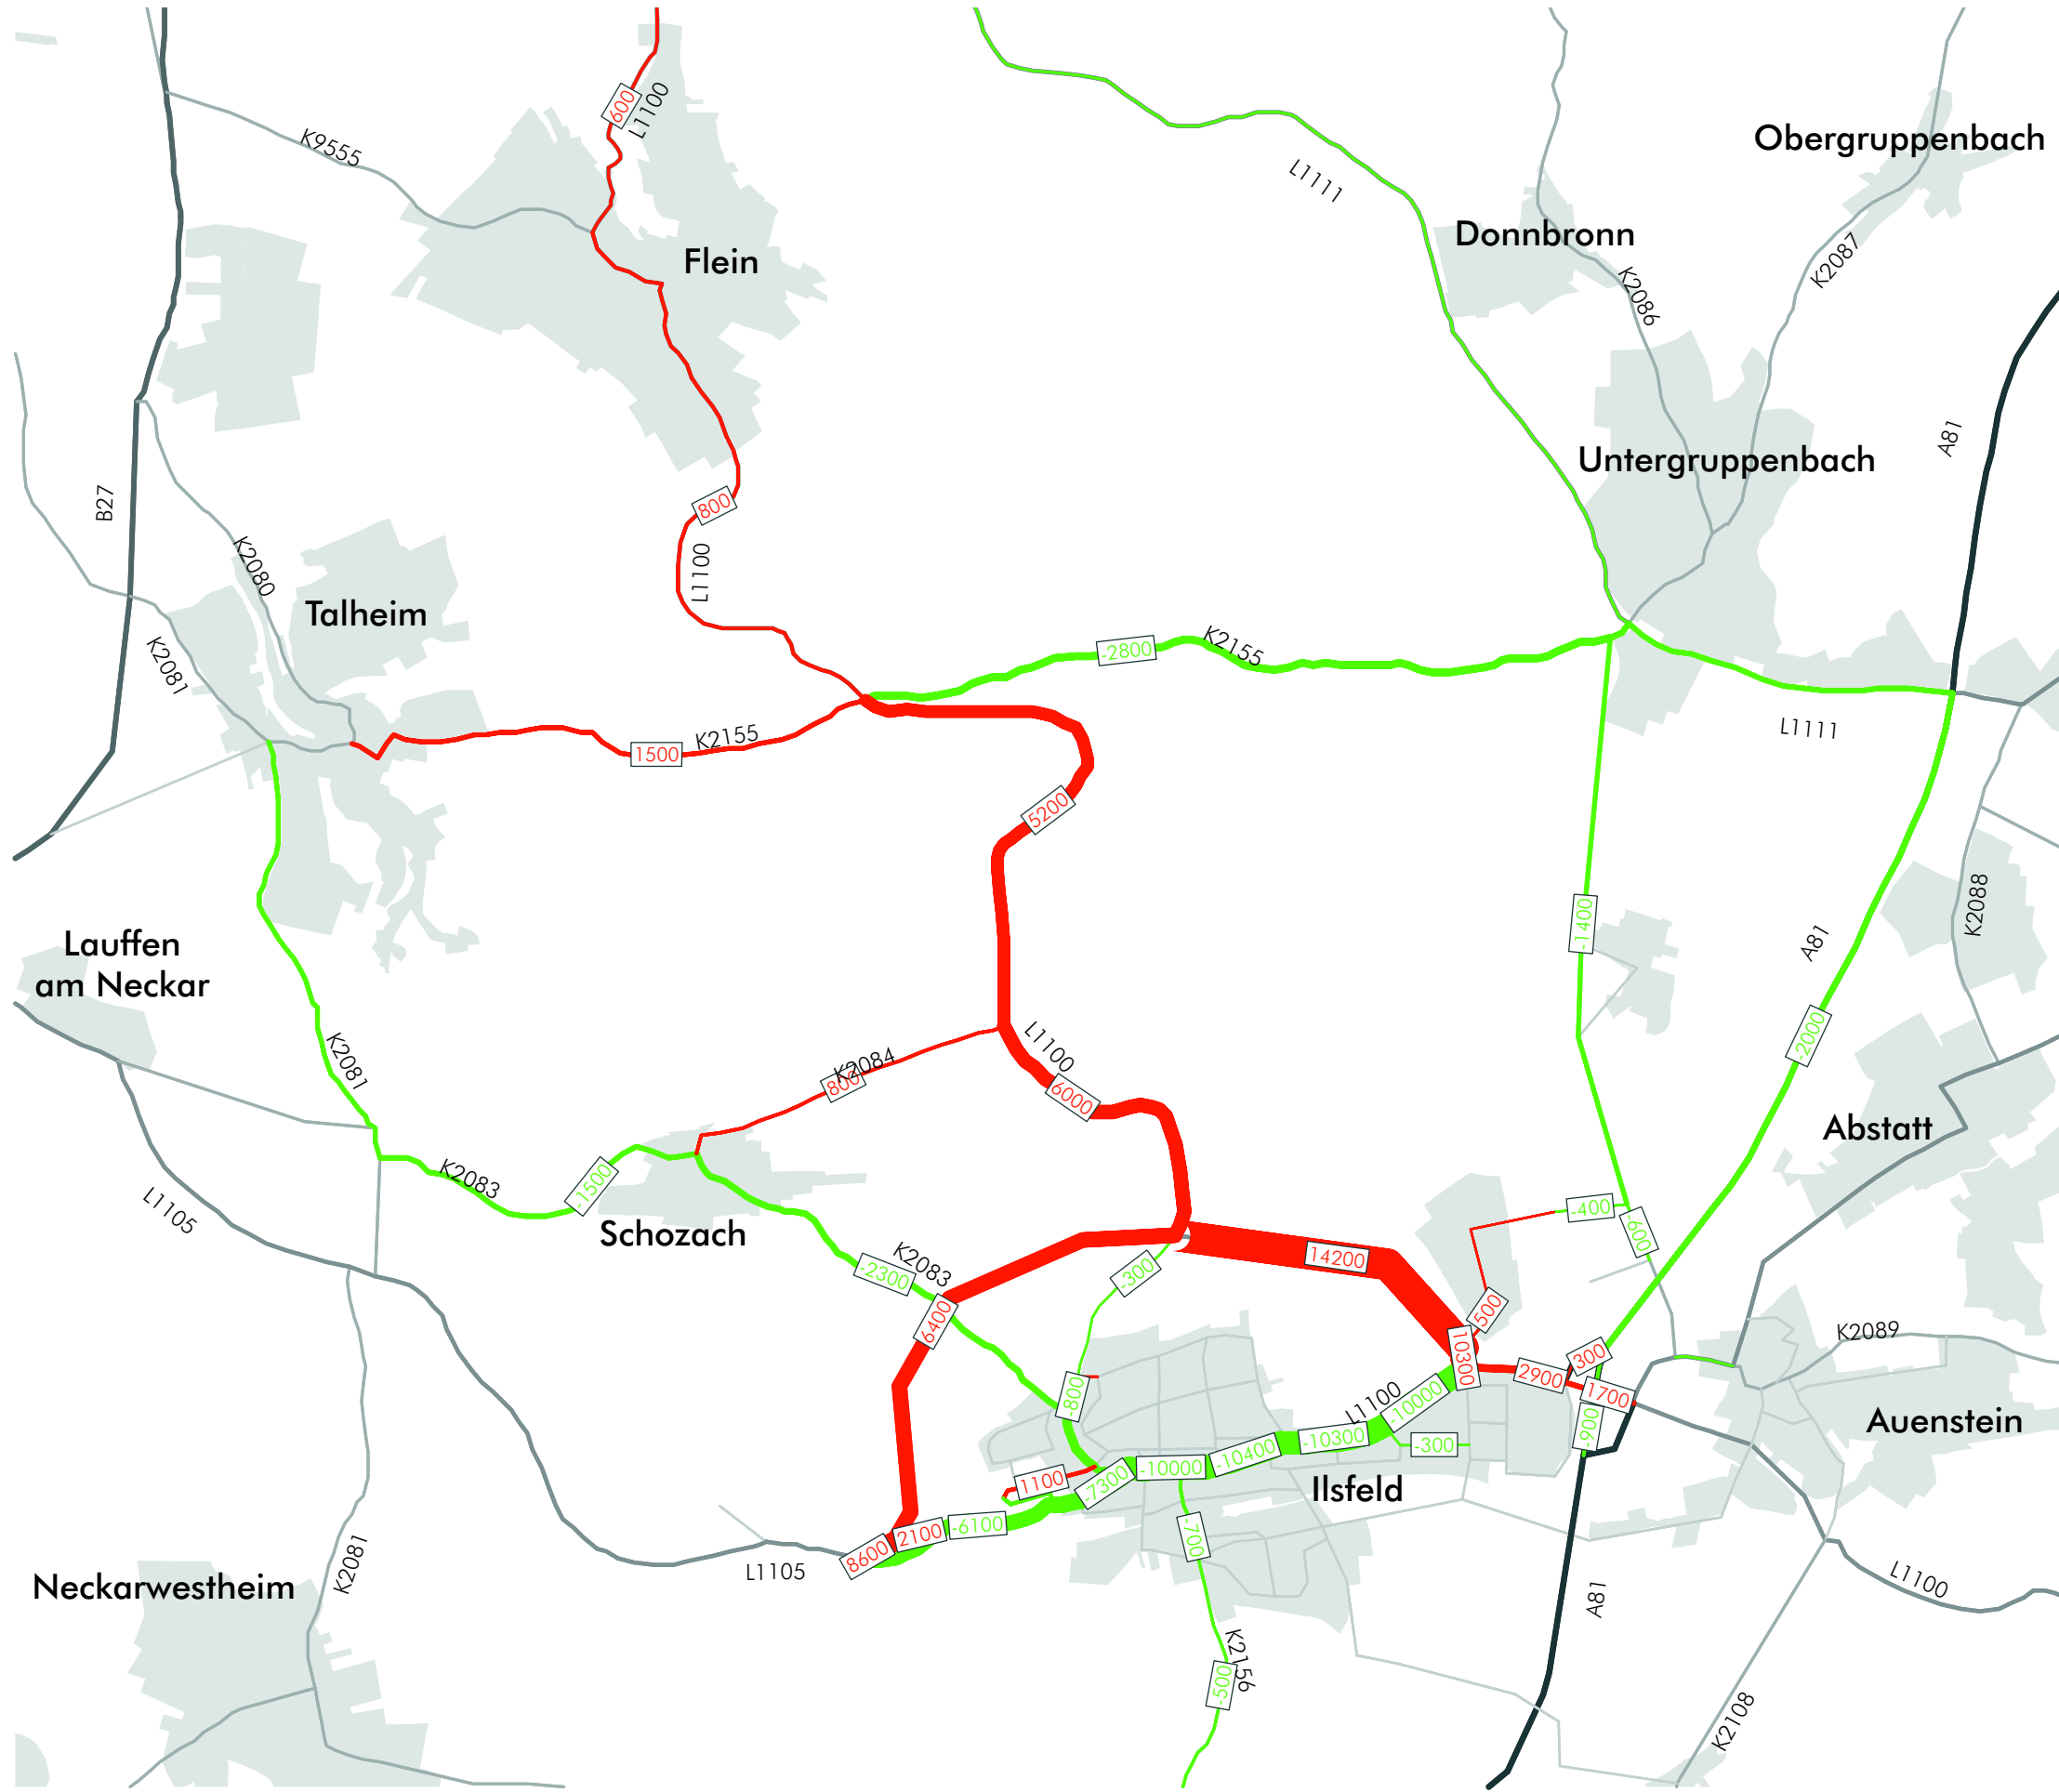 600
L1100
K9555
Obergruppenbach
L1111
Donnbronn
Flein
K2087
K2086
A81
Untergruppenbach
B27
800
K2080
L1100
Talheim
K2081
-2800
K2155
K2155
1500
L1111
5200
-1400
K2088
A81
Lauffen
am Neckar
-2000
K2081
L1100
K2084
800
6000
Abstatt
K2083
-1500
L1105
-400
-600
Schozach
K2083
-2300
-300
14200
6400
500
10300
300
K2089
2900
1700
-800
L1100
-10000
-900
Auenstein
-10300
-300
-10400
-10000
1100
-7300
Ilsfeld
-6100
2100
8600
-700
L1105
K2081
Neckarwestheim
L1100
A81
K2156
-500
K2108